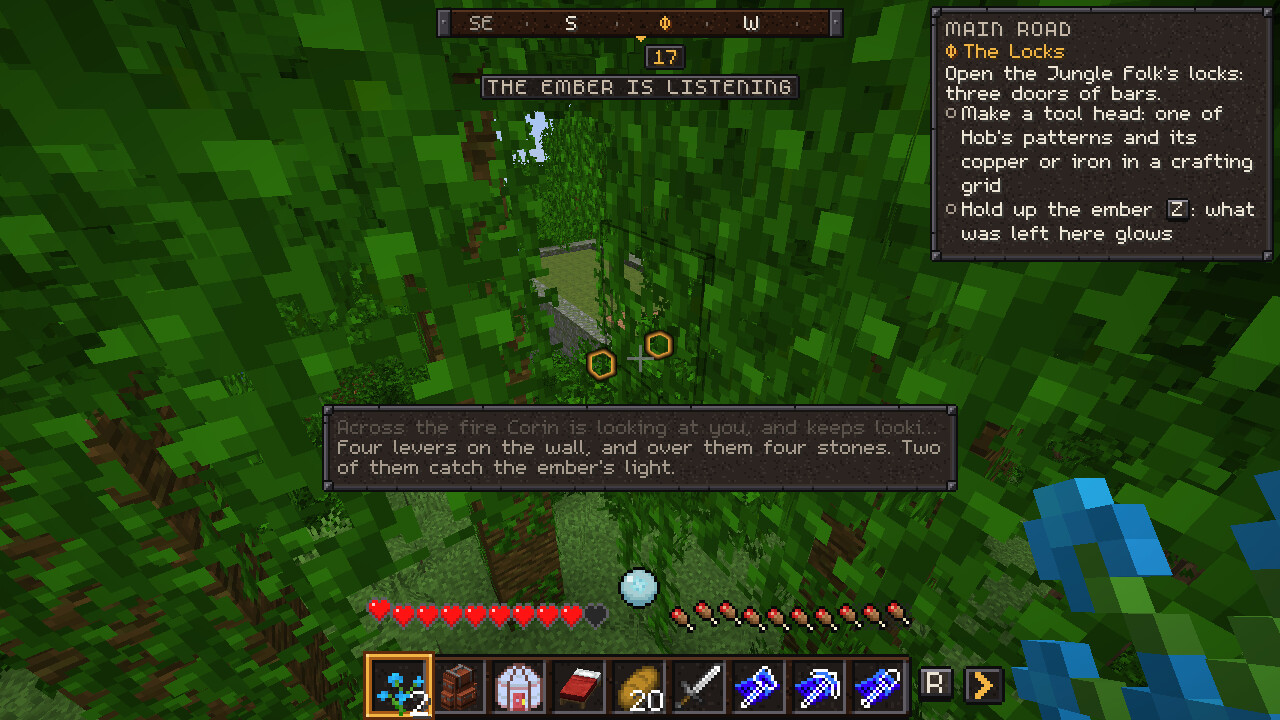 SE S W
17
THE EMBER IS LISTENING
MAIN ROAD
The Locks
Open the Jungle Folk's locks:
three doors of bars.
Make a tool head: one of
Hob's patterns and its
copper or iron in a crafting
grid
Hold up the ember Z: what
was left here glows
Across the fire Corin is looking at you, and keeps looki...
Four levers on the wall, and over them four stones. Two
of them catch the ember's light.
2
20
R